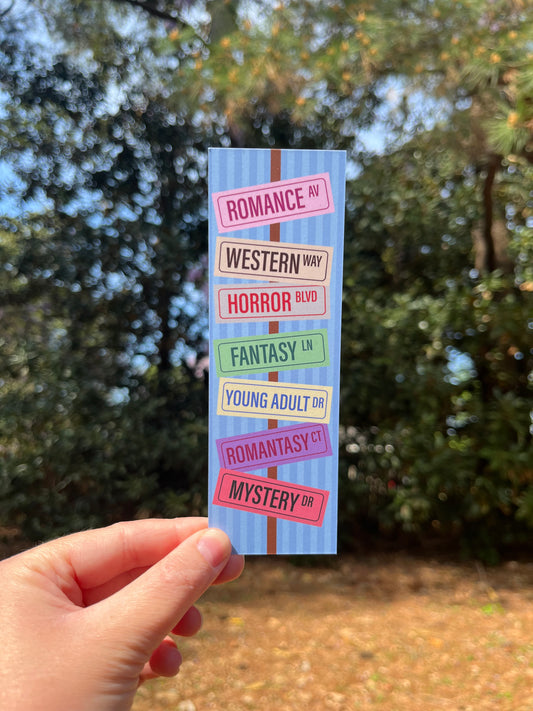 ROMANCE AV
WESTERN WAY
HORROR BLVD
FANTASY LN
YOUNG ADULT DR
ROMANTASY CT
MYSTERY DR